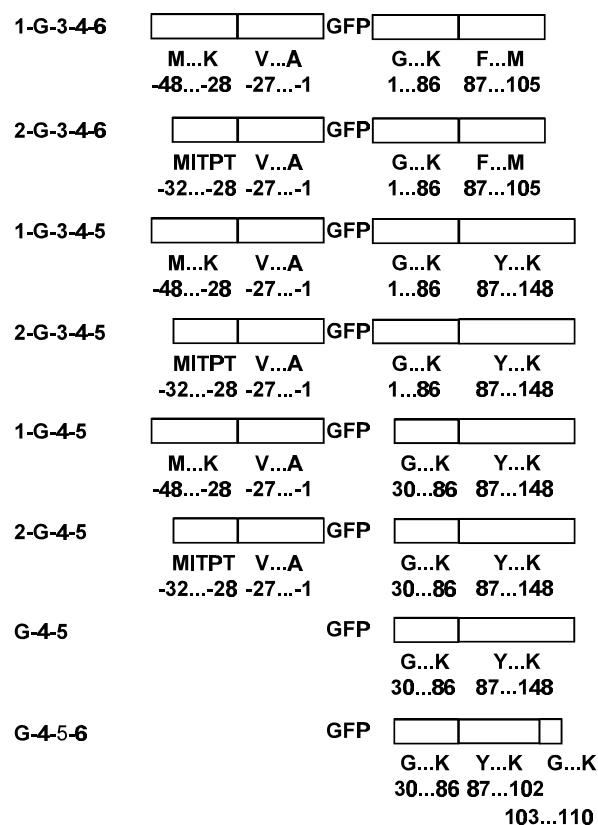 1-G-3-4-6 GFP
M...K V...A G...K F...M
-48...-28 -27...-1 1...86 87...105
2-G-3-4-6 GFP
MITPT V...A G...K F...M
-32...-28 -27...-1 1...86 87...105
1-G-3-4-5 GFP
M...K V...A G...K Y...K
-48...-28 -27...-1 1...86 87...148
2-G-3-4-5 GFP
MITPT V...A G...K Y...K
-32...-28 -27...-1 1...86 87...148
1-G-4-5 GFP
M...K V...A G...K Y...K
-48...-28 -27...-1 30...86 87...148
2-G-4-5 GFP
MITPT V...A G...K Y...K
-32...-28 -27...-1 30...86 87...148
G-4-5 GFP
G...K Y...K
30...86 87...148
G-4-5-6 GFP
G...K Y...K G...K
30...86 87...102
103...110